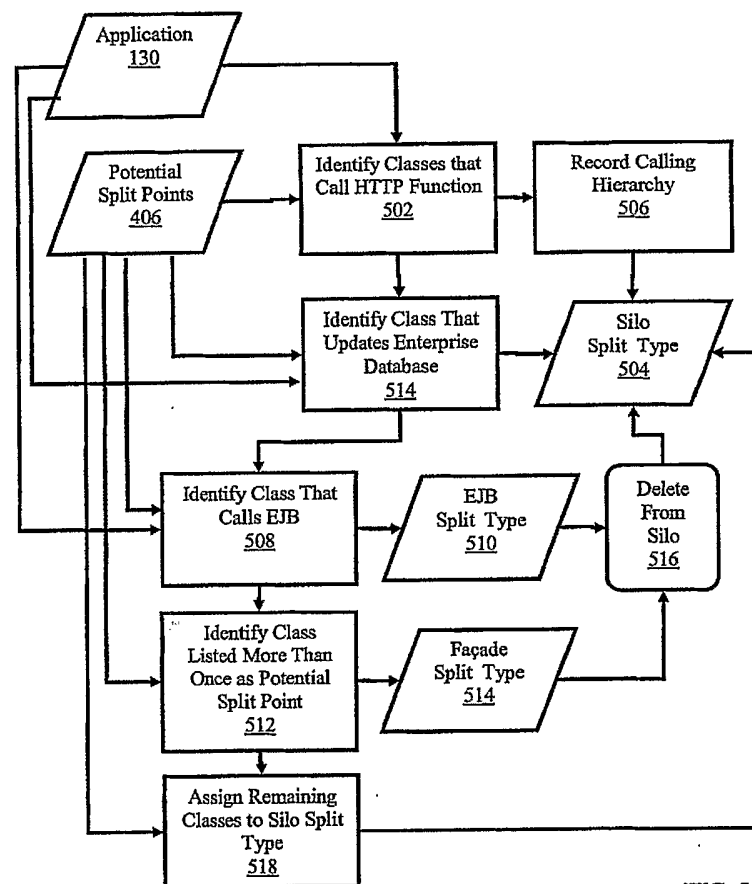 Application
130
Potential
Split Points
406
Identify Classes that
Call HTTP Function
502
Record Calling
Hierarchy
506
Identify Class That
Updates Enterprise
Database
514
Silo
Split Type
504
Identify Class That
Calls EJB
508
EJB
Split Type
510
Delete
From
Silo
516
Identify Class
Listed More Than
Once as Potential
Split Point
512
Façade
Split Type
514
Assign Remaining
Classes to Silo Split
Type
518